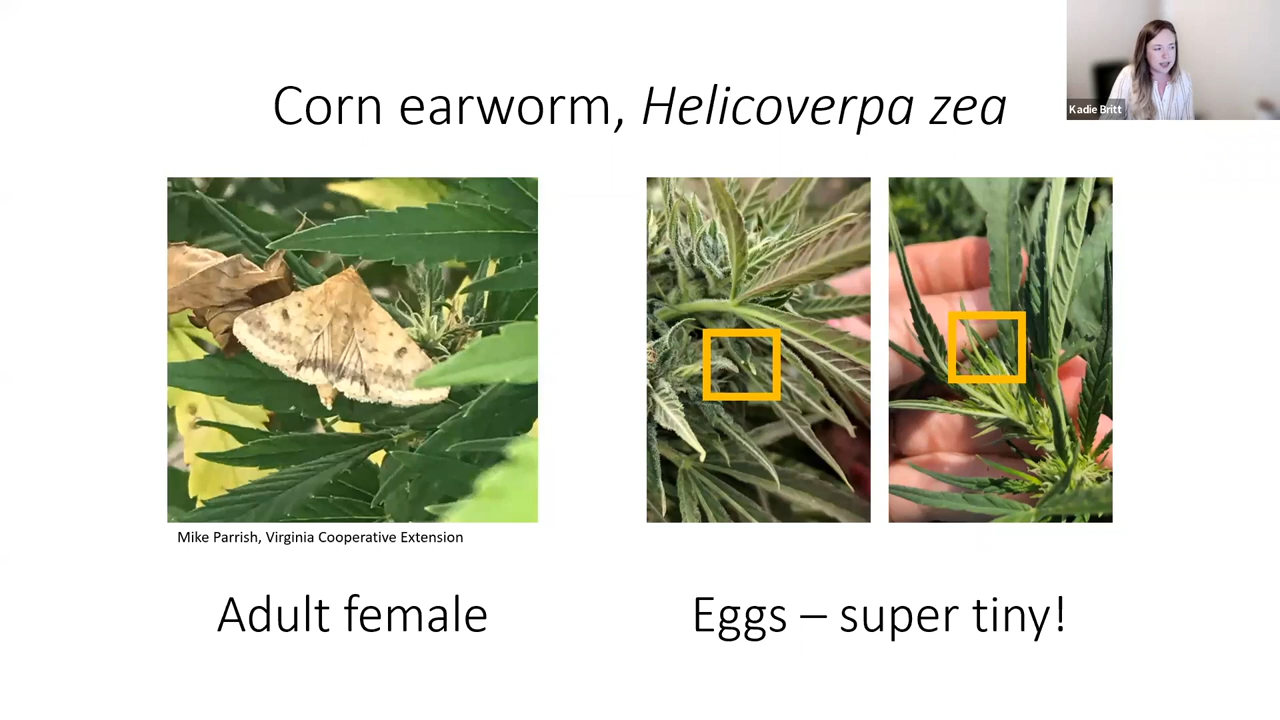 Kadie Britt
Corn earworm, Helicoverpa zea
Mike Parrish, Virginia Cooperative Extension
Adult female
Eggs – super tiny!